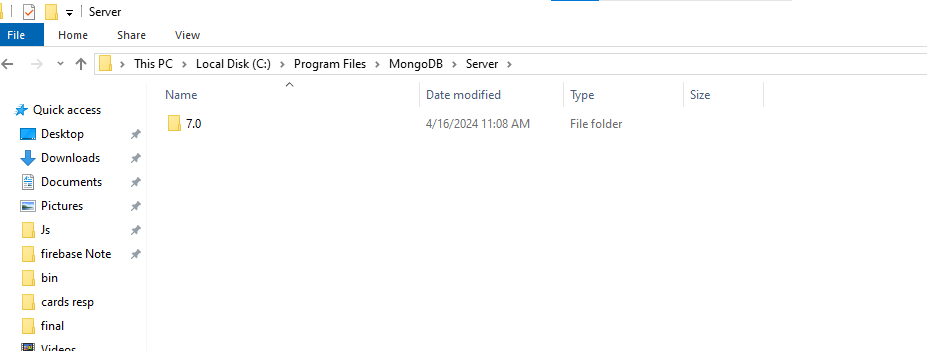 Server
File Home Share View
This PC Local Disk (C:) Program Files MongoDB Server
Name Date modified Type Size
7.0 4/16/2024 11:08 AM File folder
Quick access
Desktop
Downloads
Documents
Pictures
Js
firebase Note
bin
cards resp
final
Videos